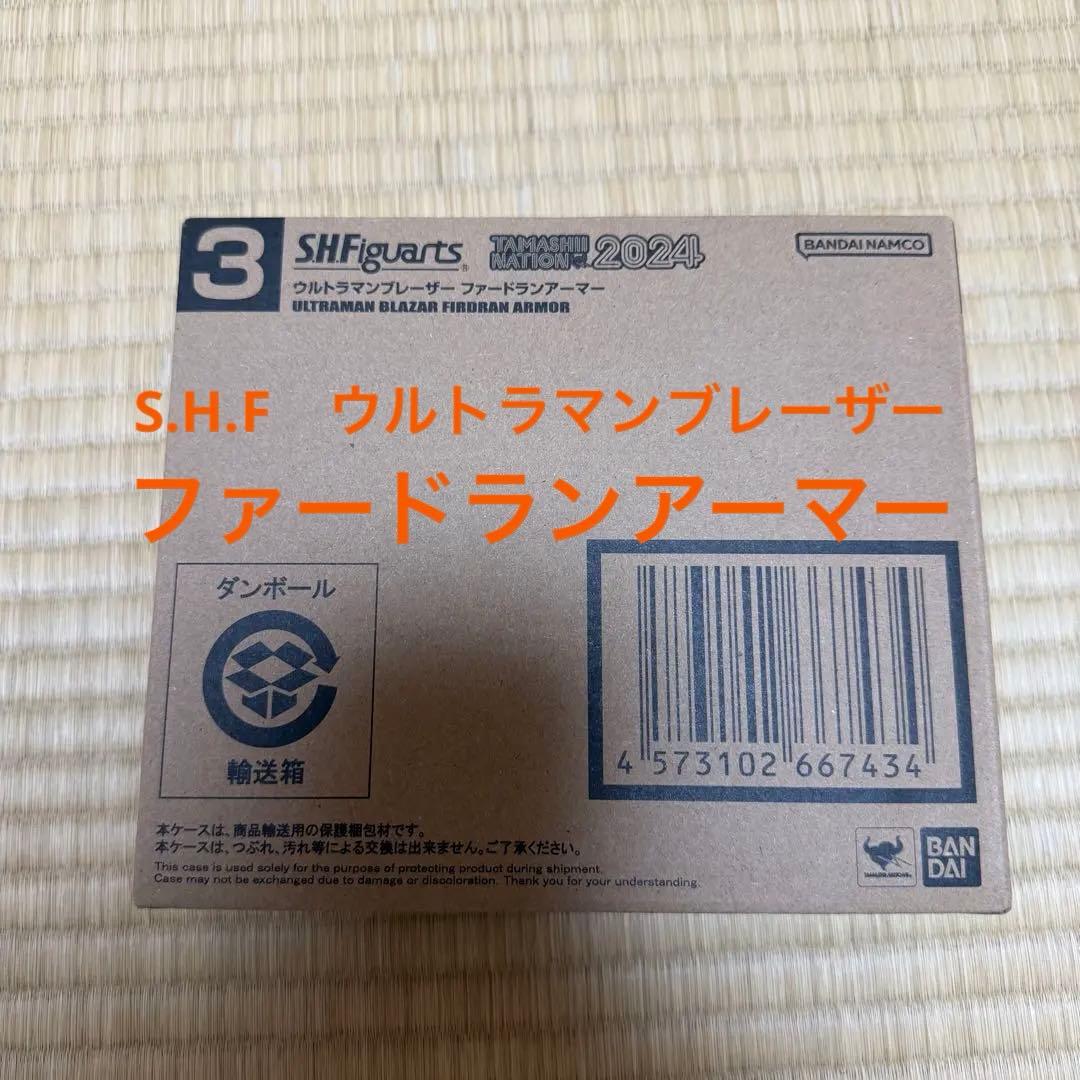 3
S.H.Figuarts
TAMASHII NATION 2024
BANDAI NAMCO
ウルトラマンブレーザー ファードランアーマー
ULTRAMAN BLAZAR FIRDRAN ARMOR
S.H.F ウルトラマンブレーザー
ファードランアーマー
ダンボール
輸送箱
4 573102 667434
本ケースは、商品輸送用の保護梱包材です。
本ケースは、つぶれ、汚れ等による交換は出来ません。ご了承ください。
This case is used solely for the purpose of protecting product during shipment.
Case may not be exchanged due to damage or discoloration. Thank you for your understanding.
TAMASHII NATIONS
BAN
DAI